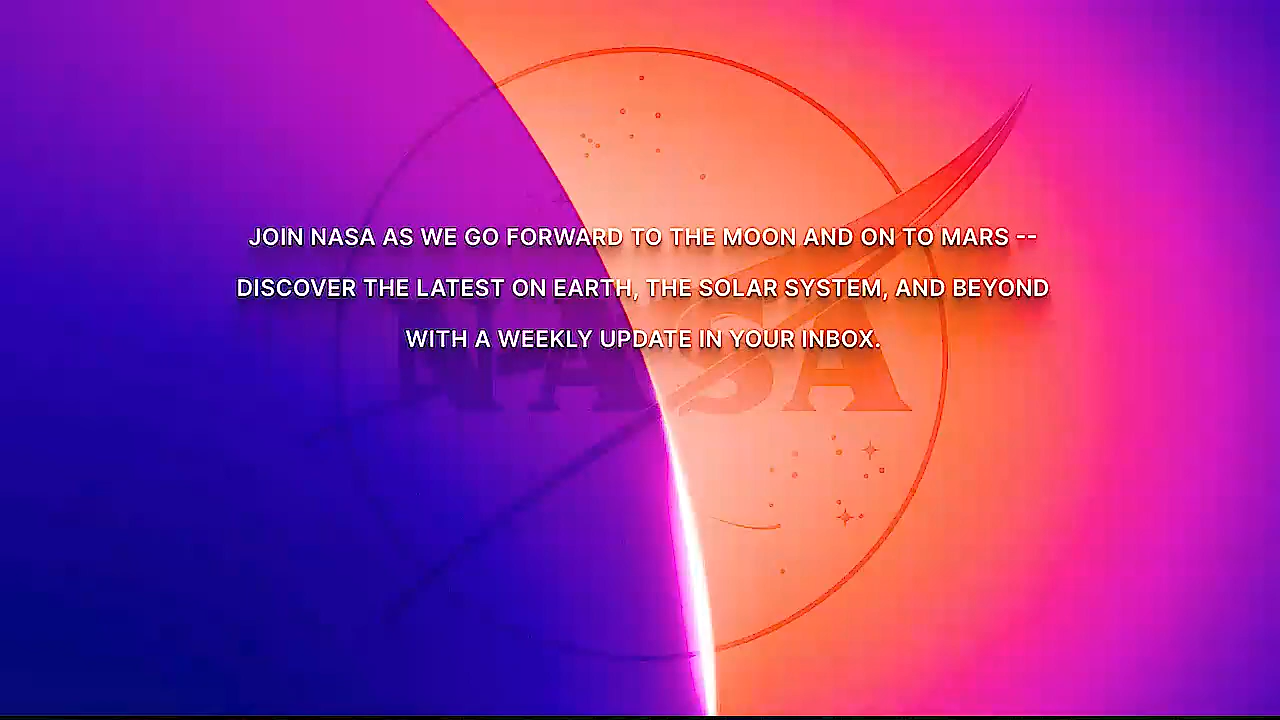 JOIN NASA AS WE GO FORWARD TO THE MOON AND ON TO MARS --
DISCOVER THE LATEST ON EARTH, THE SOLAR SYSTEM, AND BEYOND
WITH A WEEKLY UPDATE IN YOUR INBOX.
NASA